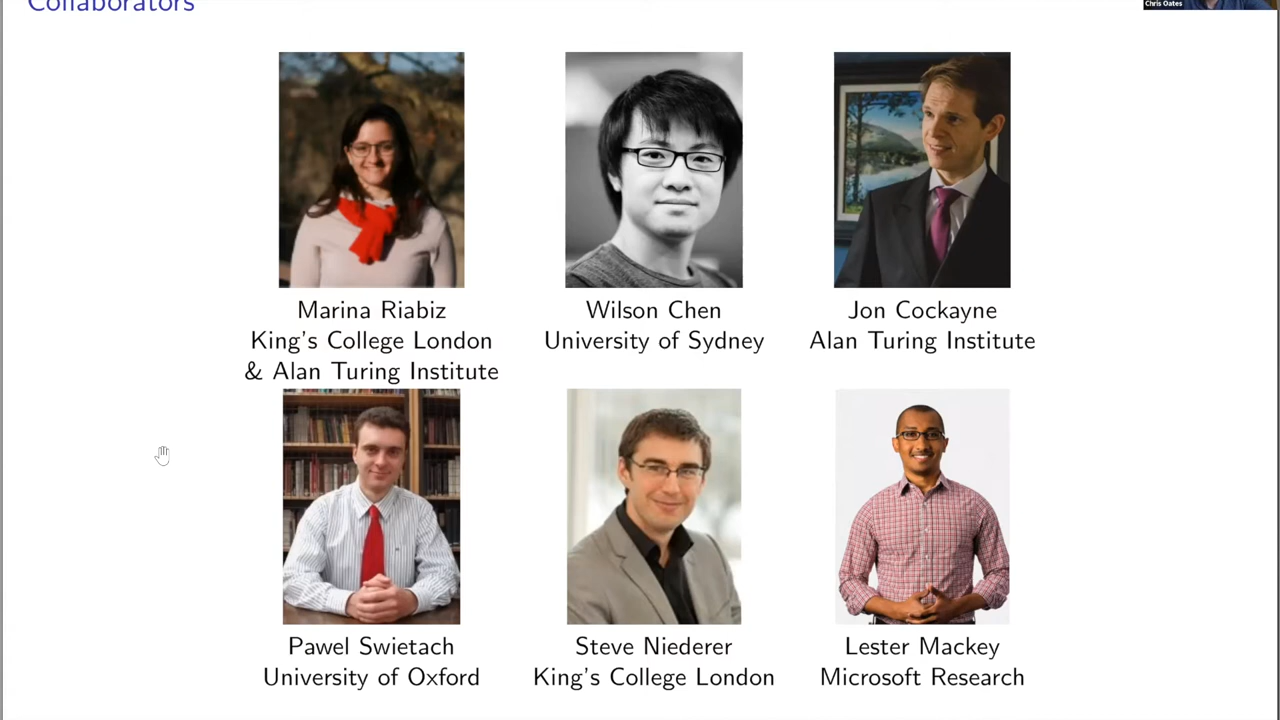 Collaborators
Chris Oates
Marina Riabiz
King's College London
& Alan Turing Institute
Wilson Chen
University of Sydney
Jon Cockayne
Alan Turing Institute
Pawel Swietach
University of Oxford
Steve Niederer
King's College London
Lester Mackey
Microsoft Research